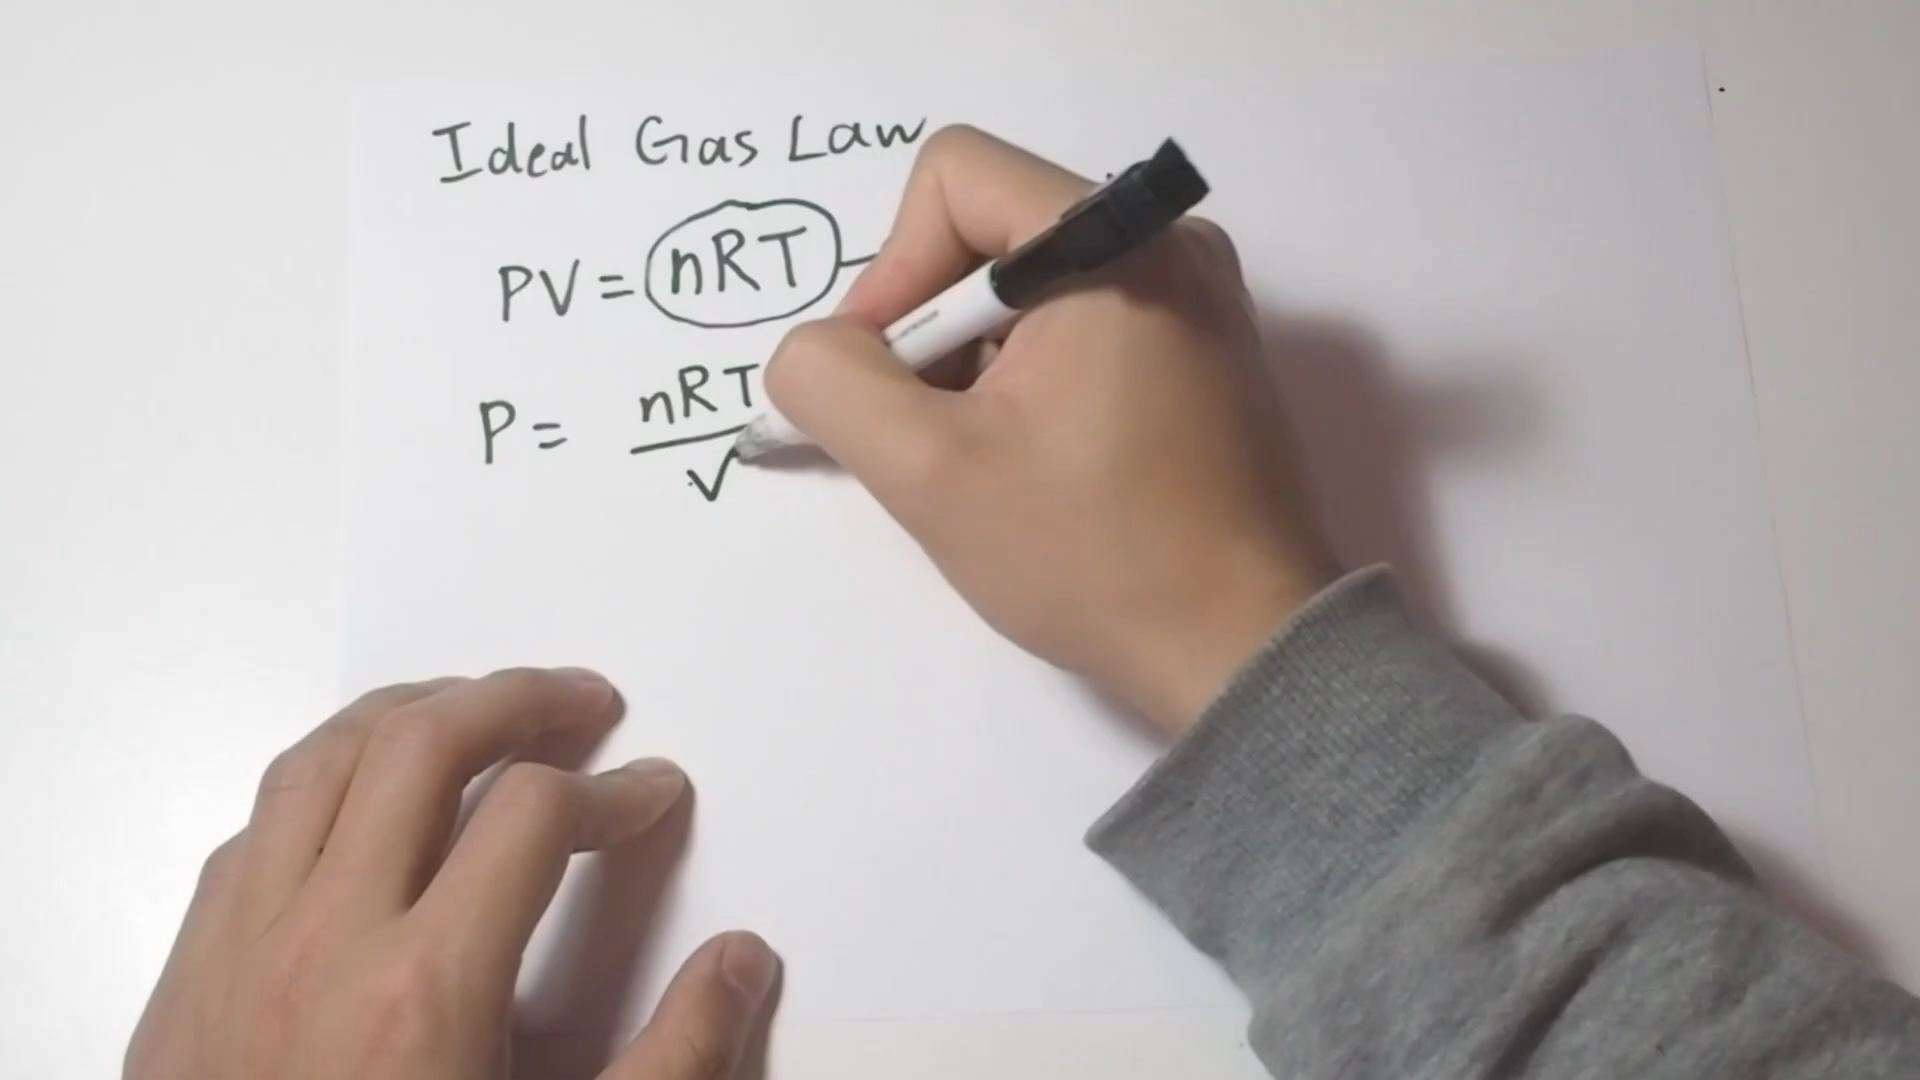 Ideal Gas Law
PV = nRT
P = nRT
V